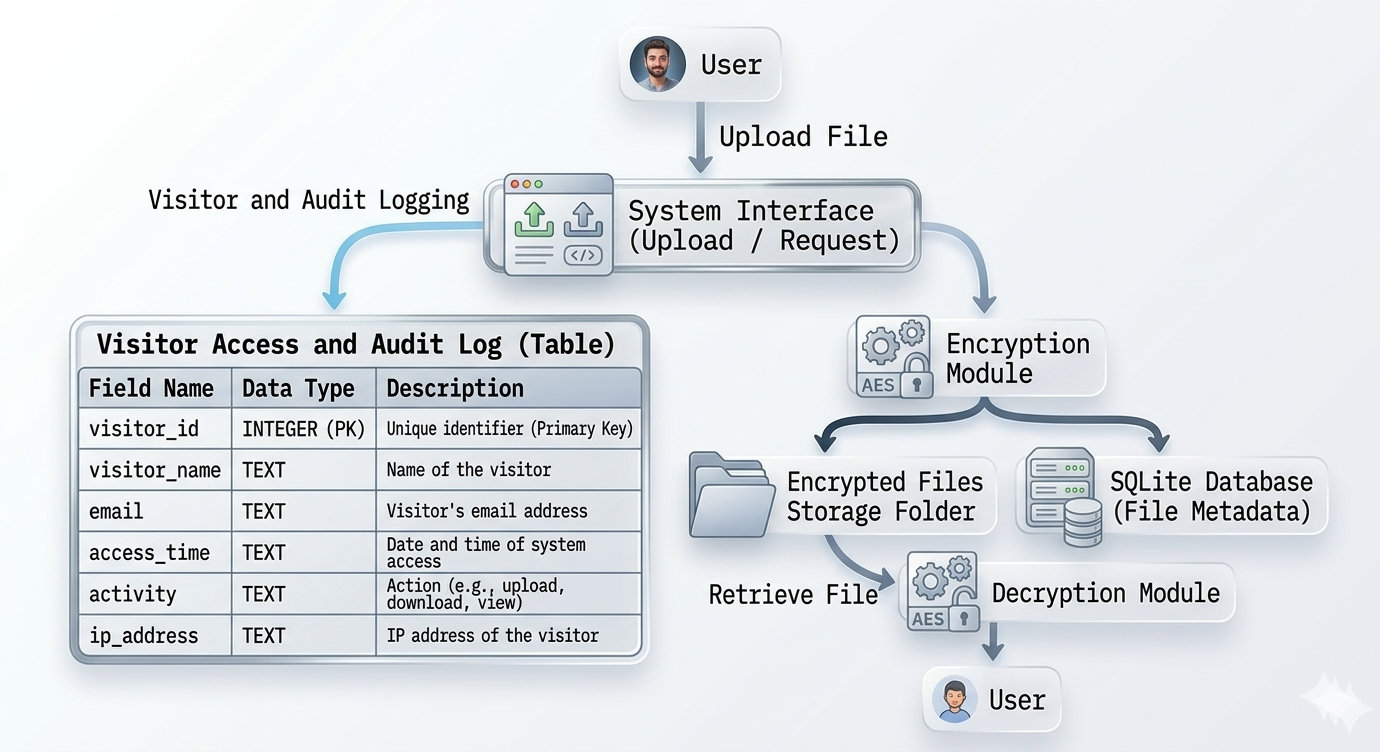 User
Upload File
Visitor and Audit Logging
System Interface
(Upload / Request)
Visitor Access and Audit Log (Table)
Field Name Data Type Description
visitor_id INTEGER (PK) Unique identifier (Primary Key)
visitor_name TEXT Name of the visitor
email TEXT Visitor's email address
access_time TEXT Date and time of system
access
activity TEXT Action (e.g., upload,
download, view)
ip_address TEXT IP address of the visitor
</>
Encryption
Module
AES
Encrypted Files
Storage Folder
SQLite Database
(File Metadata)
Retrieve File
AES
Decryption Module
User